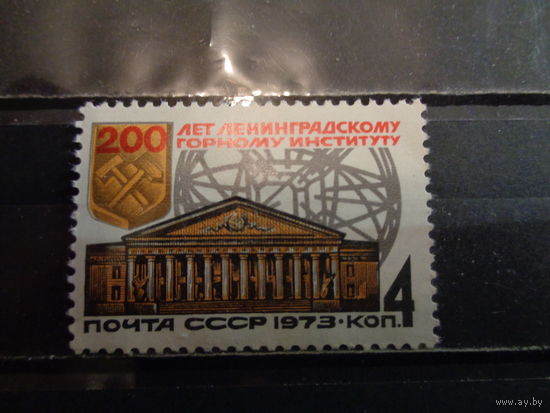 200 ЛЕТ ЛЕНИНГРАДСКОМУ
ГОРНОМУ ИНСТИТУТУ
ПОЧТА СССР 1973·КОП. 4
www.ay.by